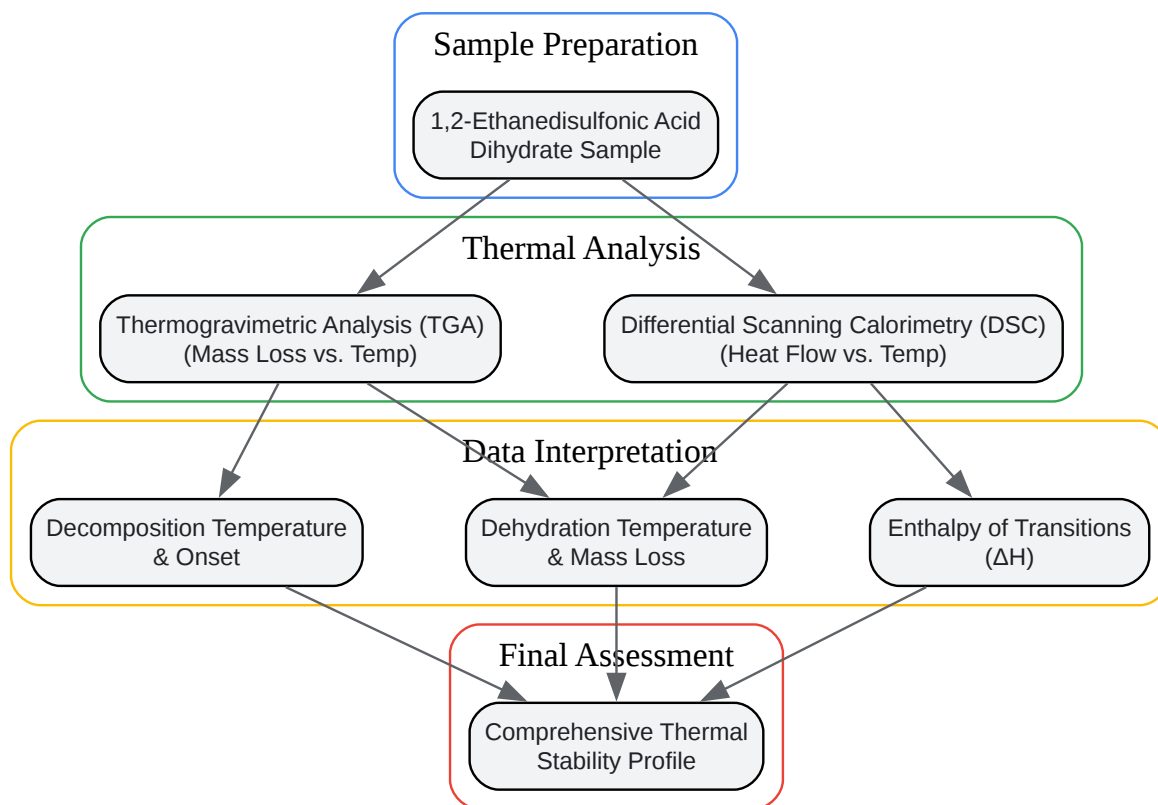 Sample Preparation
1,2-Ethanedisulfonic Acid
Dihydrate Sample
Thermal Analysis
Thermogravimetric Analysis (TGA)
(Mass Loss vs. Temp)
Differential Scanning Calorimetry (DSC)
(Heat Flow vs. Temp)
Data Interpretation
Decomposition Temperature
& Onset
Dehydration Temperature
& Mass Loss
Enthalpy of Transitions
(ΔH)
Final Assessment
Comprehensive Thermal
Stability Profile